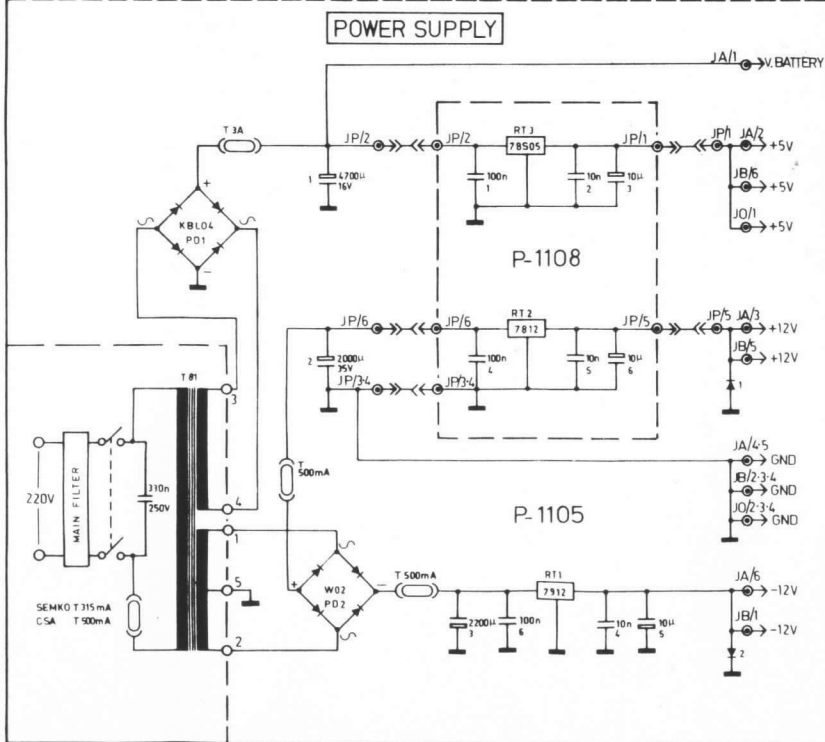 POWER SUPPLY
JA/1
V. BATTERY
T 3A
JP/2
JP/2
RT 3
78S05
JP/1
JP/1
JA/2
+5V
1
4700µ
16V
100n
1
10n
2
10µ
3
JB/6
+5V
JO/1
+5V
KBL04
PD1
+
−
P-1108
JP/6
JP/6
RT 2
7812
JP/5
JP/5
JA/3
+12V
2
2000µ
35V
100n
4
10n
5
10µ
6
JB/5
+12V
JP/3·4
JP/3·4
1
T 81
3
T
500mA
JA/4·5
GND
JB/2·3·4
GND
JO/2·3·4
GND
220V
MAIN FILTER
330n
250V
4
1
P-1105
5
W02
PD2
+
−
T 500mA
RT1
7912
JA/6
-12V
JB/1
-12V
SEMKO T 315 mA
CSA T 500mA
2
2200µ
3
100n
6
10n
4
10µ
5
2